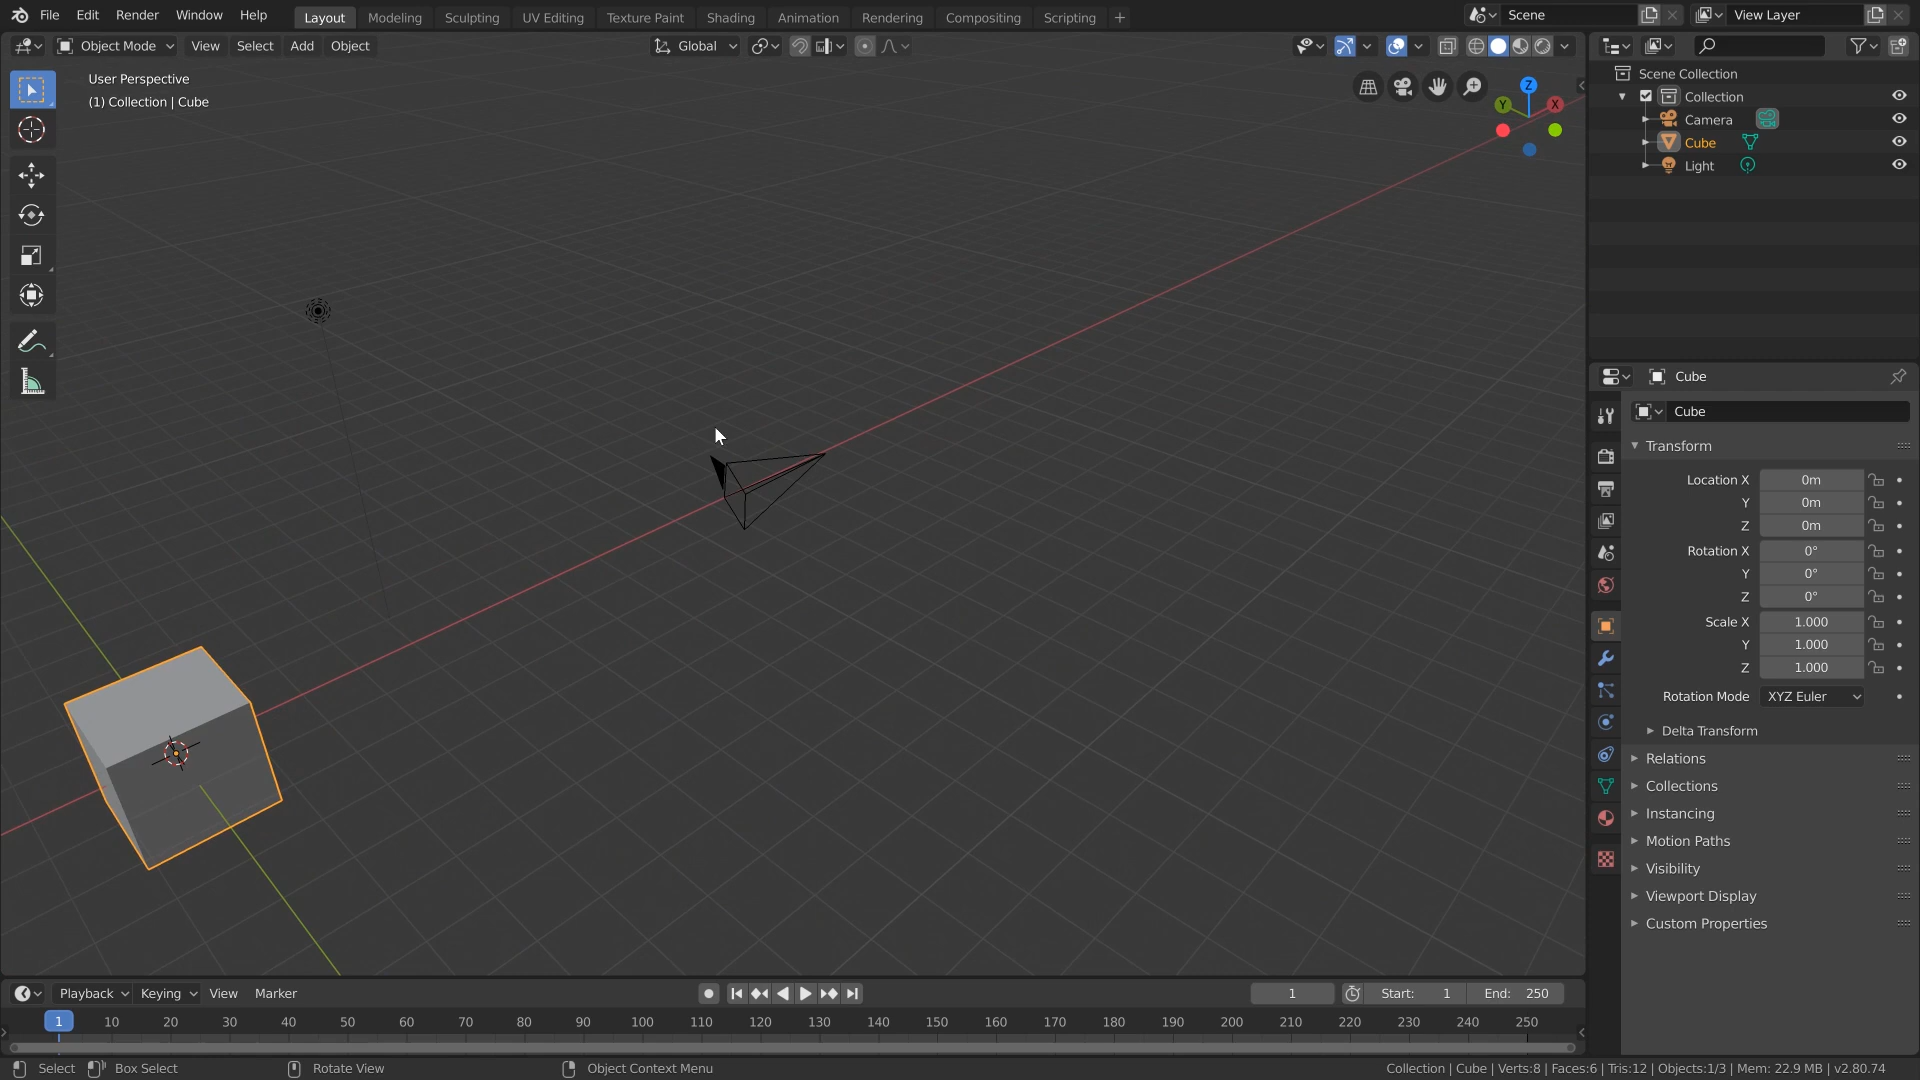 File Edit Render Window Help Layout Modeling Sculpting UV Editing Texture Paint Shading Animation Rendering Compositing Scripting + Scene View Layer
Object Mode View Select Add Object Global
User Perspective
(1) Collection | Cube
Z
Y X
Scene Collection
Collection
Camera
Cube
Light
Cube
Cube
Transform
Location X 0m
Y 0m
Z 0m
Rotation X 0°
Y 0°
Z 0°
Scale X 1.000
Y 1.000
Z 1.000
Rotation Mode XYZ Euler
Delta Transform
Relations
Collections
Instancing
Motion Paths
Visibility
Viewport Display
Custom Properties
Playback Keying View Marker 1 Start: 1 End: 250
1 10 20 30 40 50 60 70 80 90 100 110 120 130 140 150 160 170 180 190 200 210 220 230 240 250
Select Box Select Rotate View Object Context Menu Collection | Cube | Verts:8 | Faces:6 | Tris:12 | Objects:1/3 | Mem: 22.9 MB | v2.80.74